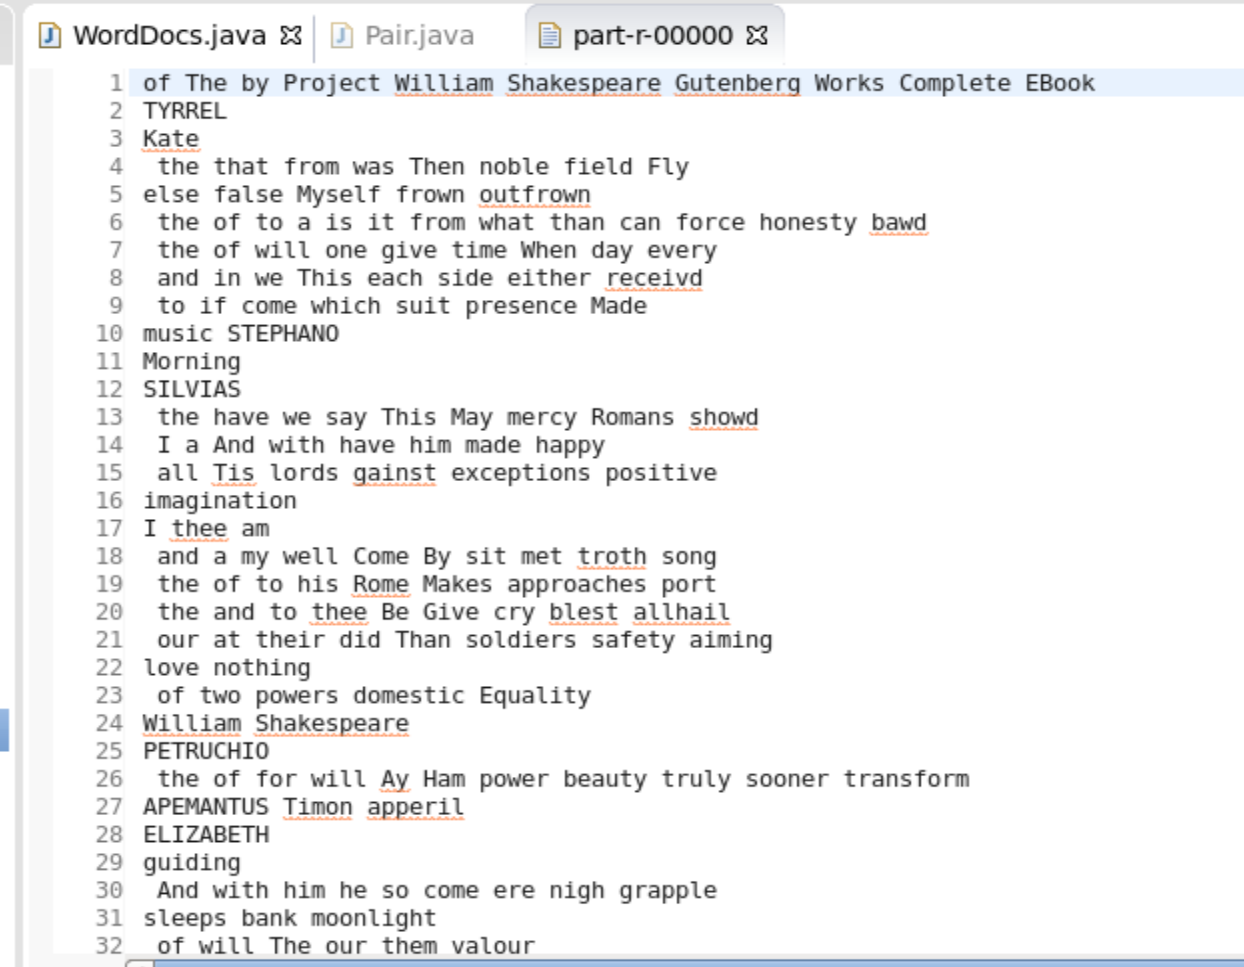 WordDocs.java Pair.java part-r-00000
1 of The by Project William Shakespeare Gutenberg Works Complete EBook
2 TYRREL
3 Kate
4 the that from was Then noble field Fly
5 else false Myself frown outfrown
6 the of to a is it from what than can force honesty bawd
7 the of will one give time When day every
8 and in we This each side either receivd
9 to if come which suit presence Made
10 music STEPHANO
11 Morning
12 SILVIAS
13 the have we say This May mercy Romans showd
14 I a And with have him made happy
15 all Tis lords gainst exceptions positive
16 imagination
17 I thee am
18 and a my well Come By sit met troth song
19 the of to his Rome Makes approaches port
20 the and to thee Be Give cry blest allhail
21 our at their did Than soldiers safety aiming
22 love nothing
23 of two powers domestic Equality
24 William Shakespeare
25 PETRUCHIO
26 the of for will Ay Ham power beauty truly sooner transform
27 APEMANTUS Timon apperil
28 ELIZABETH
29 guiding
30 And with him he so come ere nigh grapple
31 sleeps bank moonlight
32 of will The our them valour